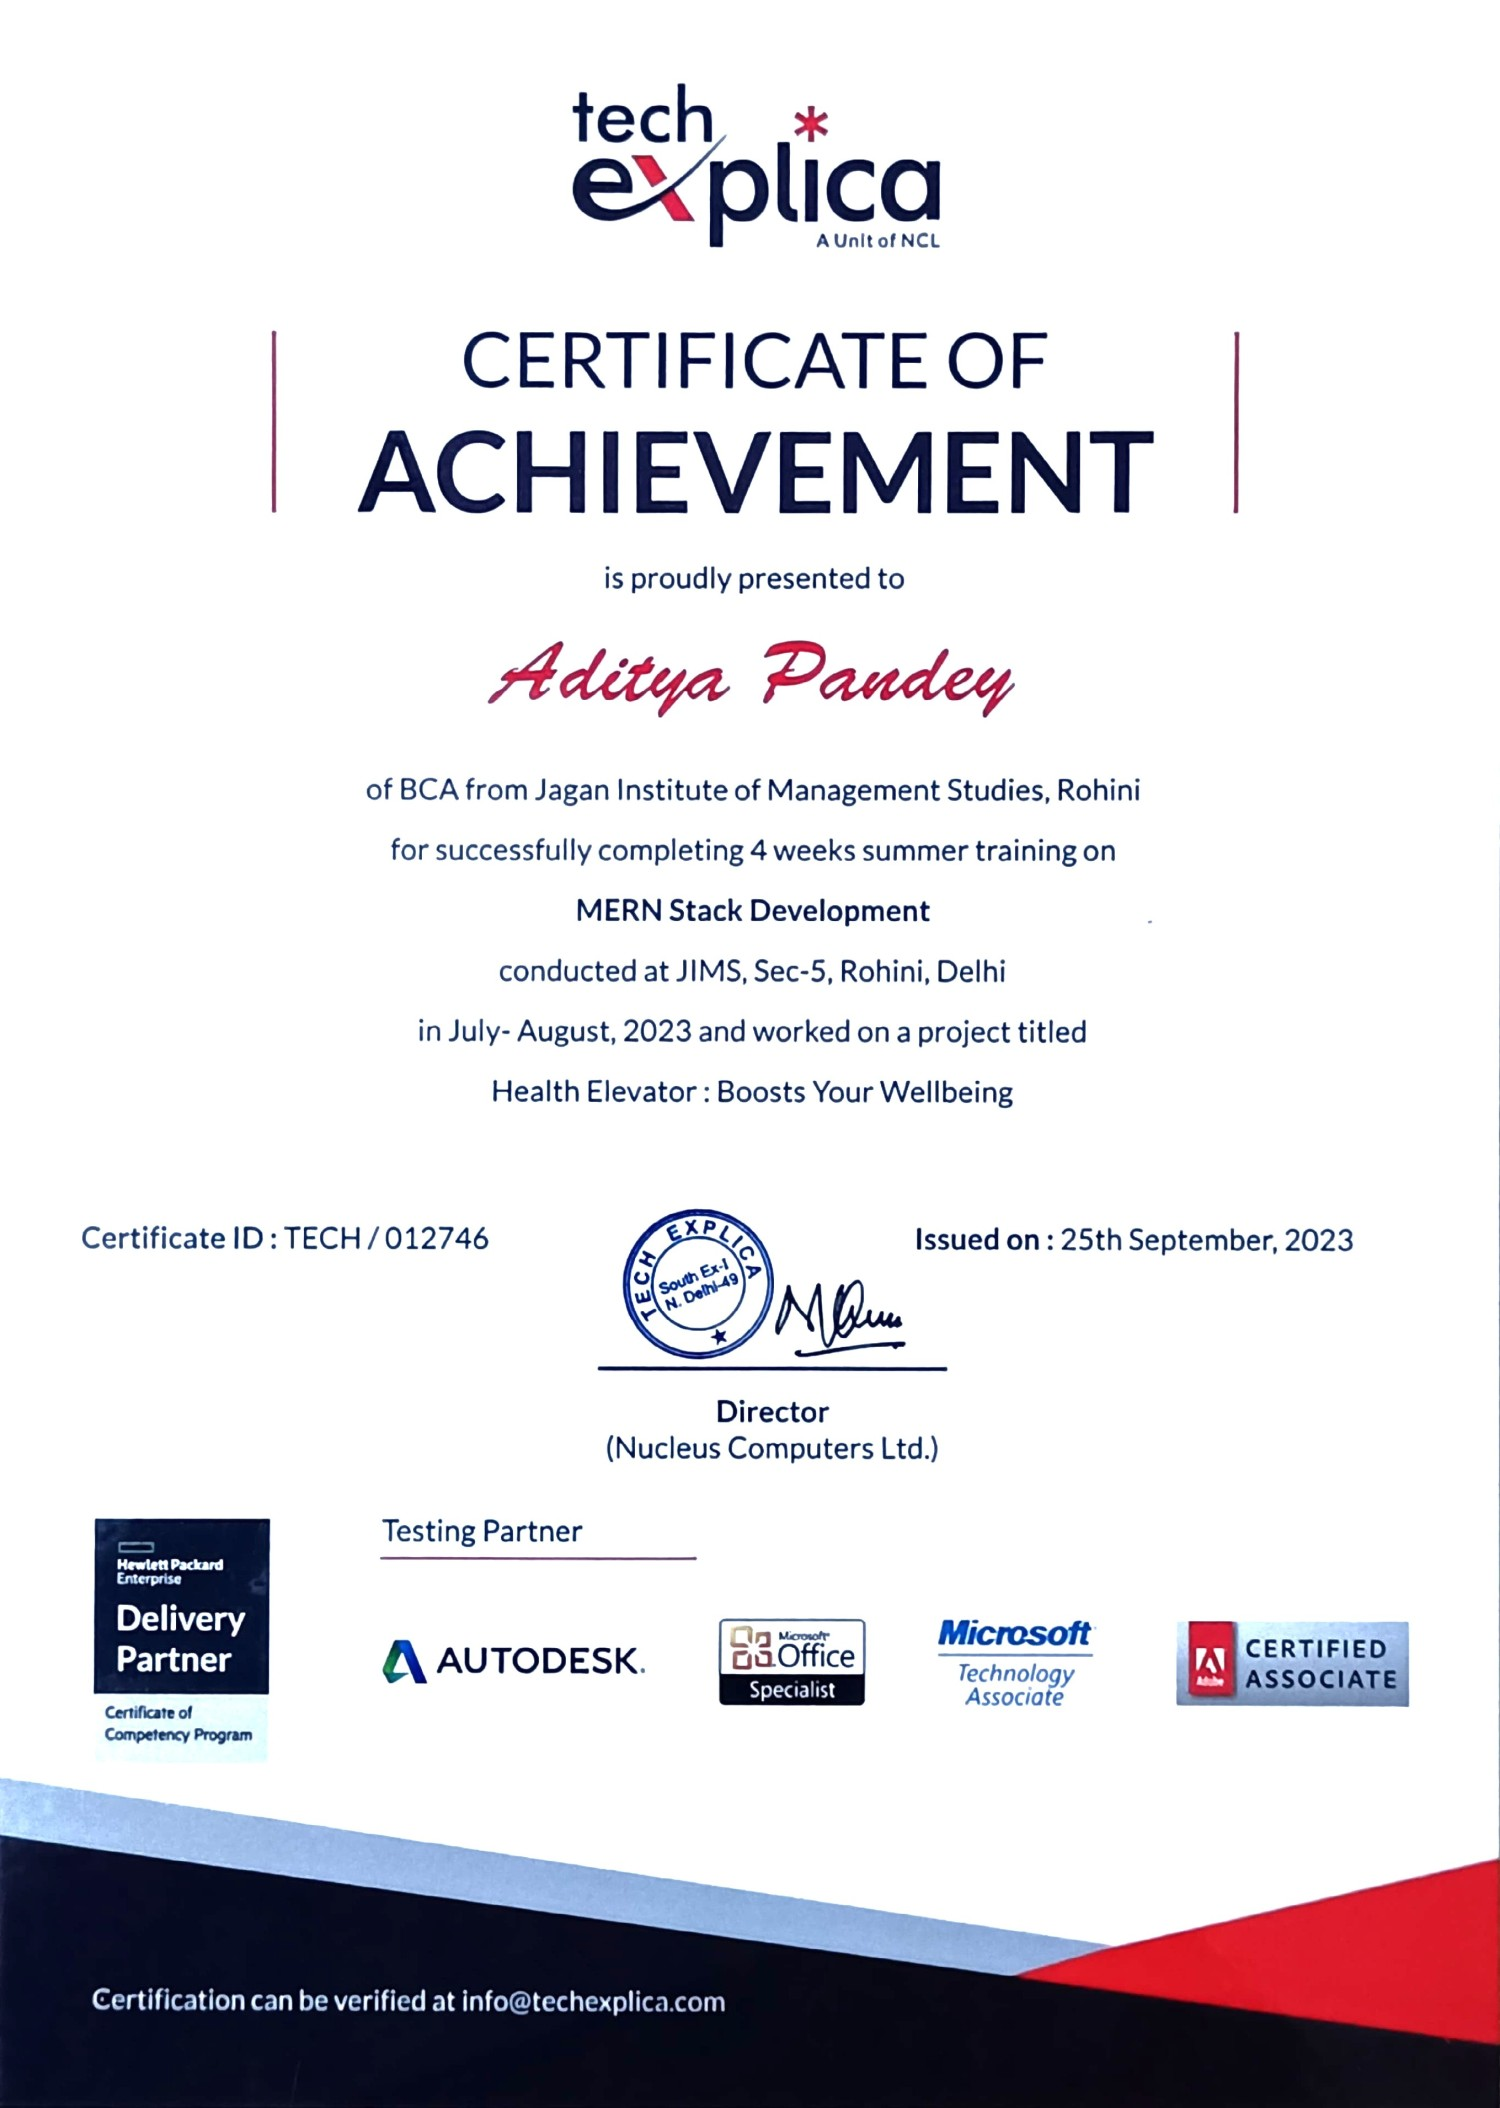 tech
explica
A Unit of NCL
CERTIFICATE OF
ACHIEVEMENT
is proudly presented to
Aditya Pandey
of BCA from Jagan Institute of Management Studies, Rohini
for successfully completing 4 weeks summer training on
MERN Stack Development
conducted at JIMS, Sec-5, Rohini, Delhi
in July- August, 2023 and worked on a project titled
Health Elevator : Boosts Your Wellbeing
Certificate ID : TECH / 012746
TECH EXPLICA
South Ex-I
N. Delhi-49
Issued on : 25th September, 2023
Director
(Nucleus Computers Ltd.)
Hewlett Packard
Enterprise
Delivery
Partner
Certificate of
Competency Program
Testing Partner
AUTODESK.
Microsoft
Office
Specialist
Microsoft
Technology
Associate
Adobe
CERTIFIED
ASSOCIATE
Certification can be verified at info@techexplica.com